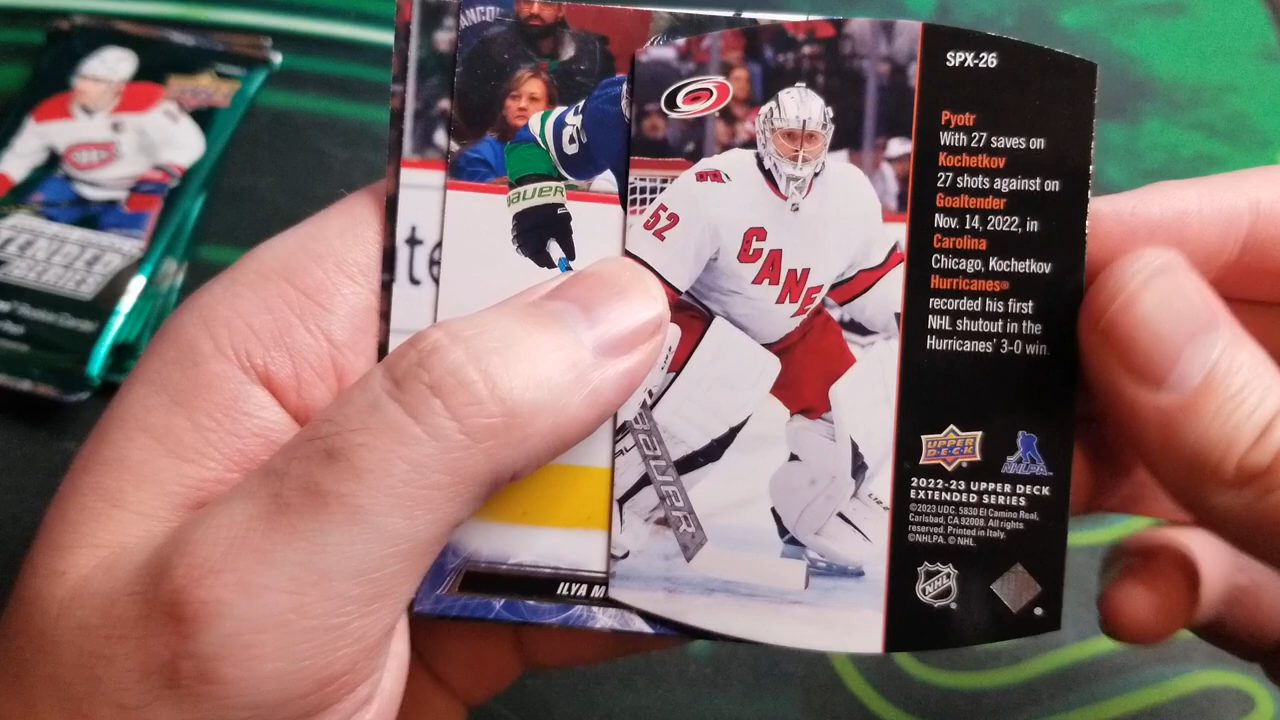 SPX-26
Pyotr
With 27 saves on
Kochetkov
27 shots against on
Goaltender
Nov. 14, 2022, in
Carolina
Chicago, Kochetkov
Hurricanes®
recorded his first
NHL shutout in the
Hurricanes' 3-0 win.
UPPER
DECK
NHLPA
2022-23 UPPER DECK
EXTENDED SERIES
©2023 UDC. 5830 El Camino Real,
Carlsbad, CA 92008. All rights
reserved. Printed in Italy.
©NHLPA. © NHL.
NHL
52
CANE
BAUER
BAUER
ILYA M